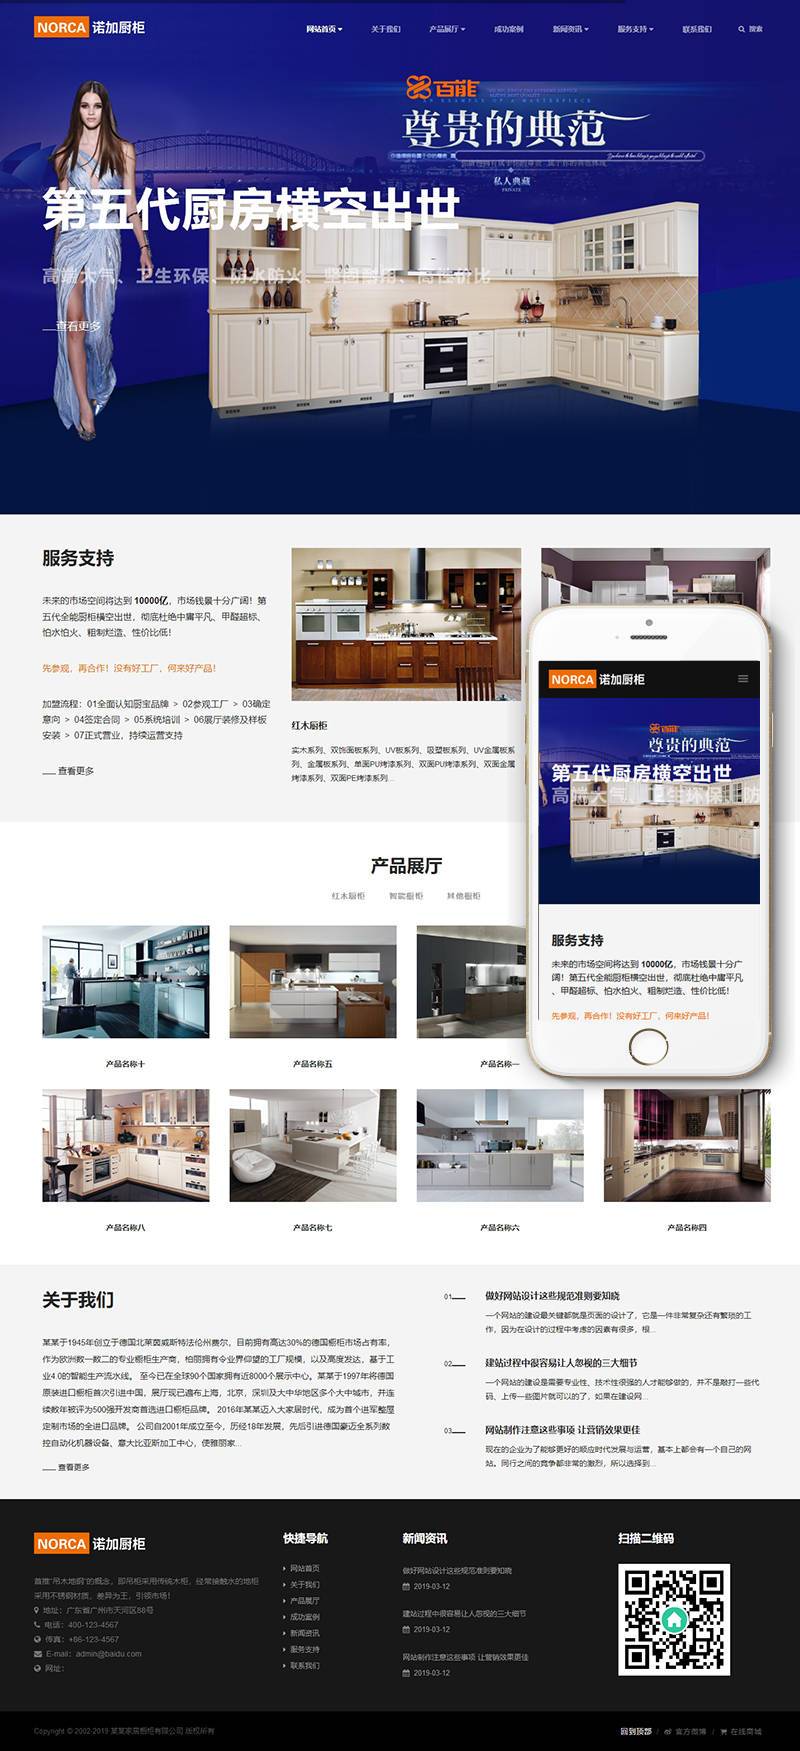 NORCA 诺加厨柜
网站首页 关于我们 产品展厅 成功案例 新闻资讯 服务支持 联系我们 搜索
百能
尊贵的典范
私人典藏
PRIVATE
第五代厨房横空出世
高端大气、卫生环保、防水防火、坚固耐用、高性价比
查看更多
服务支持
未来的市场空间将达到 10000亿，市场钱景十分广阔！第
五代全能厨柜横空出世，彻底杜绝中庸平凡、甲醛超标、
怕水怕火、粗制烂造、性价比低！
先参观，再合作！没有好工厂，何来好产品！
加盟流程：01全面认知厨宝品牌 > 02参观工厂 > 03确定
意向 > 04签定合同 > 05系统培训 > 06展厅装修及样板
安装 > 07正式营业，持续运营支持
查看更多
红木厨柜
实木系列、双饰面板系列、UV板系列、吸塑板系列、UV金属板系
列、金属板系列、单面PU烤漆系列、双面PU烤漆系列、双面金属
烤漆系列、双面PE烤漆系列...
NORCA 诺加厨柜
百能
尊贵的典范
第五代厨房横空出世
高端大气、卫生环保、防
服务支持
未来的市场空间将达到 10000亿，市场钱景十分广
阔！第五代全能厨柜横空出世，彻底杜绝中庸平凡
、甲醛超标、怕水怕火、粗制烂造、性价比低！
先参观，再合作！没有好工厂，何来好产品！
产品展厅
红木厨柜 智能橱柜 其他橱柜
产品名称十 产品名称五 产品名称一
产品名称八 产品名称七 产品名称六 产品名称四
关于我们
某某于1945年创立于德国北莱茵威斯特法伦州赛尔，目前拥有高达30%的德国橱柜市场占有率，
作为欧洲数一数二的专业橱柜生产商，柏丽拥有令业界仰望的工厂规模，以及高度发达，基于工
业4.0的智能生产流水线。 至今已在全球90个国家拥有近8000个展示中心。某某于1997年将德国
原装进口橱柜首次引进中国，展厅现已遍布上海，北京，深圳及大中华地区多个大中城市，并连
续数年被评为500强开发商首选进口橱柜品牌。 2016年某某迈入大家居时代，成为首个进军整屋
定制市场的全进口品牌。 公司自2001年成立至今，历经18年发展，先后引进德国豪迈全系列数
控自动化机器设备、意大比亚斯加工中心，使雅丽家...
查看更多
01 做好网站设计这些规范准则要知晓
一个网站的建设最关键都就是页面的设计了，它是一件非常复杂还有繁琐的工
作，因为在设计的过程中考虑的因素有很多，根...
02 建站过程中很容易让人忽视的三大细节
一个网站的建设是需要专业性、技术性很强的人才能够做的，并不是敲打一些代
码、上传一些图片就可以的了，如果在建设网...
03 网站制作注意这些事项 让营销效果更佳
现在的企业为了能够更好的顺应时代发展与运营，基本上都会有一个自己的网
站。同行之间的竞争都非常的激烈，所以选择到...
NORCA 诺加厨柜
首推“吊木地钢”的概念，即吊柜采用传统木柜，经常接触水的地柜
采用不锈钢材质，差异为王，引领市场！
地址：广东省广州市天河区88号
电话：400-123-4567
传真：+86-123-4567
E-mail：admin@baidu.com
网址：
快捷导航
网站首页
关于我们
产品展厅
成功案例
新闻资讯
服务支持
联系我们
新闻资讯
做好网站设计这些规范准则要知晓
2019-03-12
建站过程中很容易让人忽视的三大细节
2019-03-12
网站制作注意这些事项 让营销效果更佳
2019-03-12
扫描二维码
Copyright © 2002-2019 某某家居橱柜有限公司 版权所有
回到顶部 / 官方微博 / 在线商城